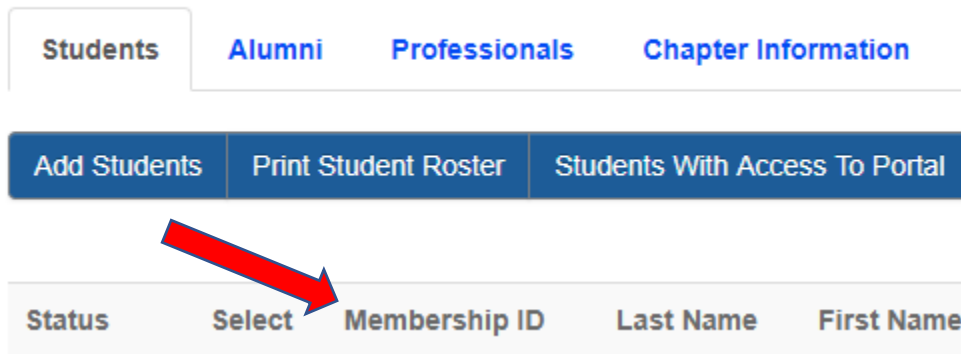 Students Alumni Professionals Chapter Information
Add Students Print Student Roster Students With Access To Portal
Status Select Membership ID Last Name First Name